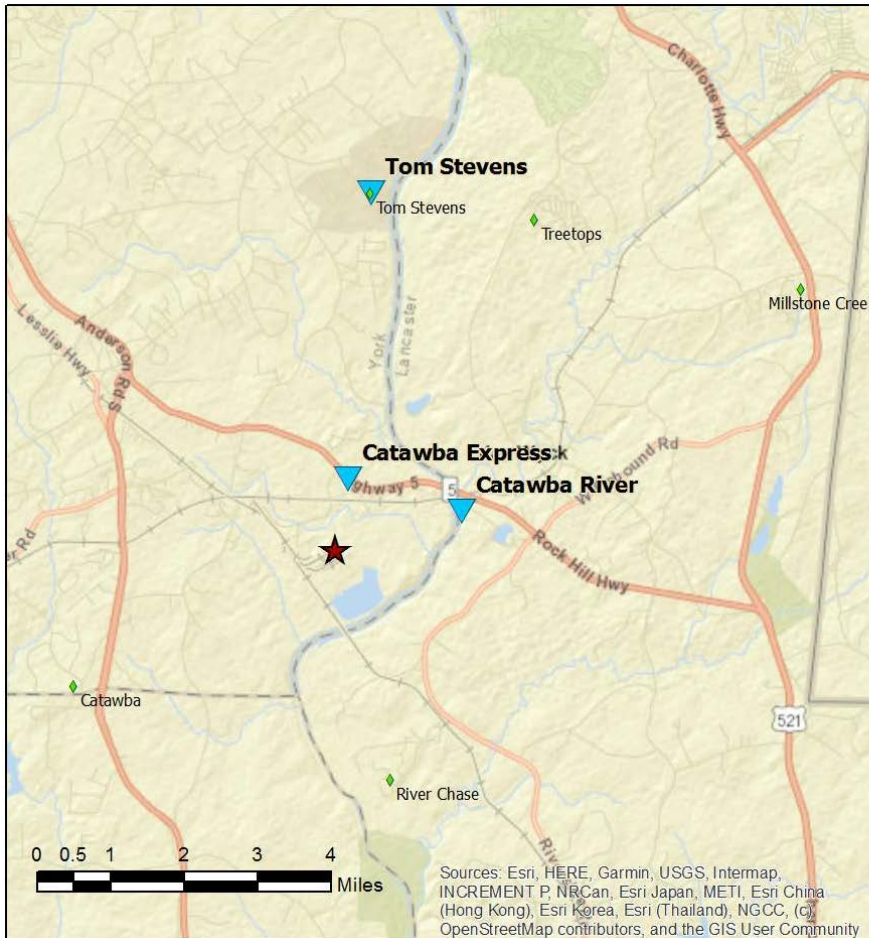 Charlotte Hwy
Tom Stevens
Tom Stevens
Treetops
Millstone Cree
York
Lancaster
Lesslie Hwy
Anderson Rd S
Catawba Express
ghway 5
5
Catawba River
Rock Hill Hwy
er Rd
Catawba
521
River Chase
0 0.5 1 2 3 4
Miles
Sources: Esri, HERE, Garmin, USGS, Intermap,
INCREMENT P, NRCan, Esri Japan, METI, Esri China
(Hong Kong), Esri Korea, Esri (Thailand), NGCC, (c)
OpenStreetMap contributors, and the GIS User Community